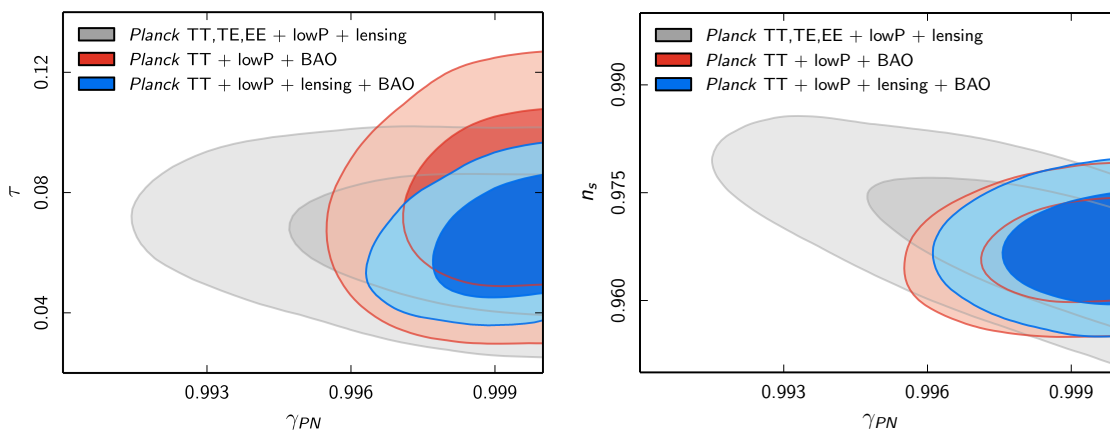 Planck TT,TE,EE + lowP + lensing
Planck TT + lowP + BAO
Planck TT + lowP + lensing + BAO
0.12
0.08
0.04
τ
0.993 0.996 0.999
γPN
Planck TT,TE,EE + lowP + lensing
Planck TT + lowP + BAO
Planck TT + lowP + lensing + BAO
0.990
0.975
0.960
ns
0.993 0.996 0.999
γPN